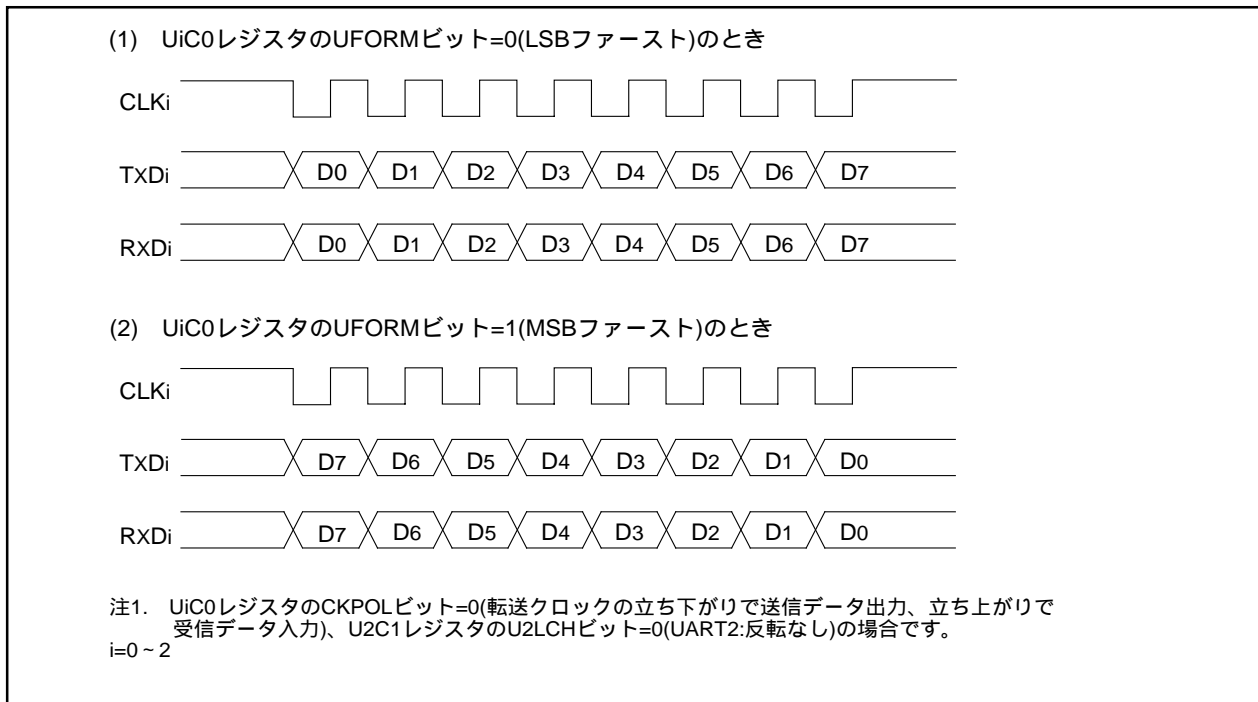 (1) UiC0レジスタのUFORMビット=0(LSBファースト)のとき
CLKi
TXDi D0 D1 D2 D3 D4 D5 D6 D7
RXDi D0 D1 D2 D3 D4 D5 D6 D7
(2) UiC0レジスタのUFORMビット=1(MSBファースト)のとき
CLKi
TXDi D7 D6 D5 D4 D3 D2 D1 D0
RXDi D7 D6 D5 D4 D3 D2 D1 D0
注1. UiC0レジスタのCKPOLビット=0(転送クロックの立ち下がりで送信データ出力、立ち上がりで
受信データ入力)、U2C1レジスタのU2LCHビット=0(UART2:反転なし)の場合です。
i=0~2